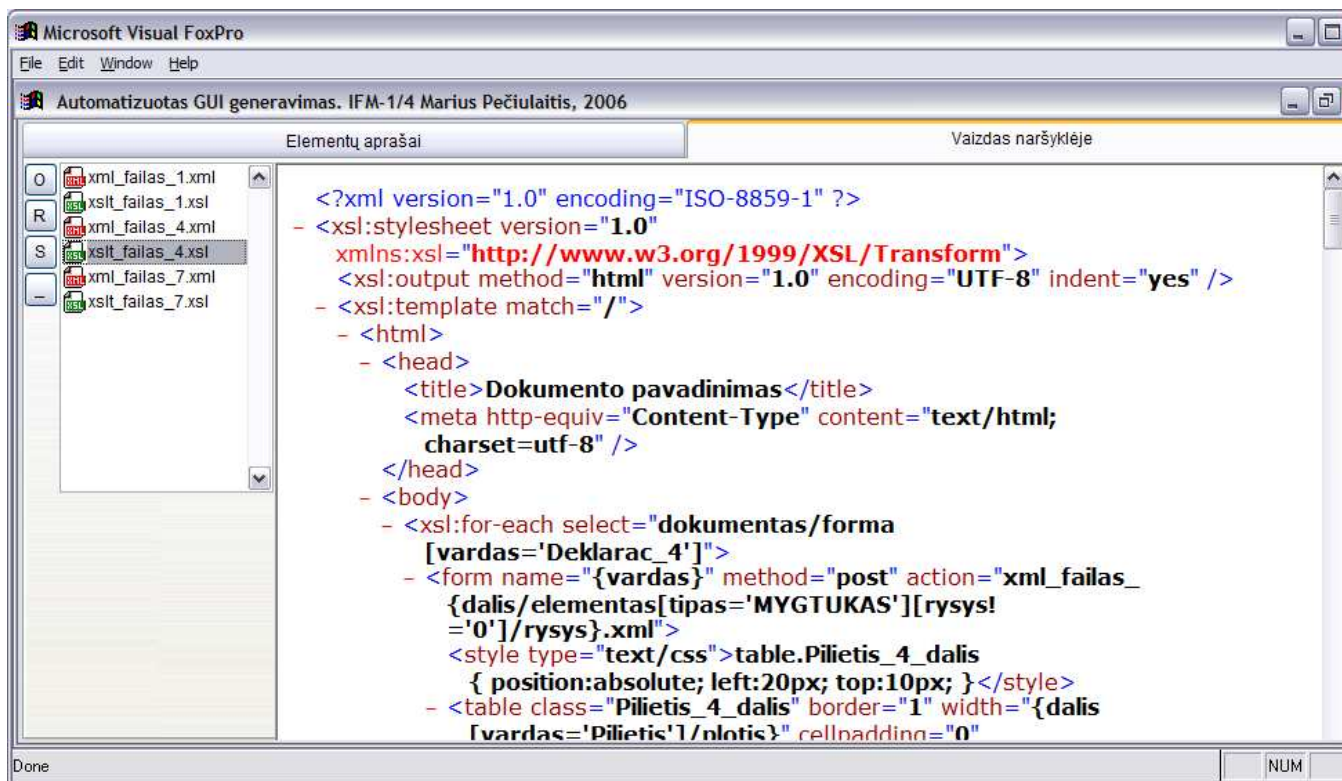 Microsoft Visual FoxPro
File Edit Window Help
Automatizuotas GUI generavimas. IFM-1/4 Marius Pečiulaitis, 2006
Elementų aprašai
Vaizdas naršyklėje
O
R
S
_
xml_failas_1.xml
xslt_failas_1.xsl
xml_failas_4.xml
xslt_failas_4.xsl
xml_failas_7.xml
xslt_failas_7.xsl
<?xml version="1.0" encoding="ISO-8859-1" ?>
- <xsl:stylesheet version="1.0"
xmlns:xsl="http://www.w3.org/1999/XSL/Transform">
<xsl:output method="html" version="1.0" encoding="UTF-8" indent="yes" />
- <xsl:template match="/">
- <html>
- <head>
<title>Dokumento pavadinimas</title>
<meta http-equiv="Content-Type" content="text/html;
charset=utf-8" />
</head>
- <body>
- <xsl:for-each select="dokumentas/forma
[vardas='Deklarac_4']">
- <form name="{vardas}" method="post" action="xml_failas_
{dalis/elementas[tipas='MYGTUKAS'][rysys!
='0']/rysys}.xml">
<style type="text/css">table.Pilietis_4_dalis
{ position:absolute; left:20px; top:10px; }</style>
- <table class="Pilietis_4_dalis" border="1" width="{dalis
[vardas='Pilietis']/plotis}" cellpadding="0"
Done
NUM